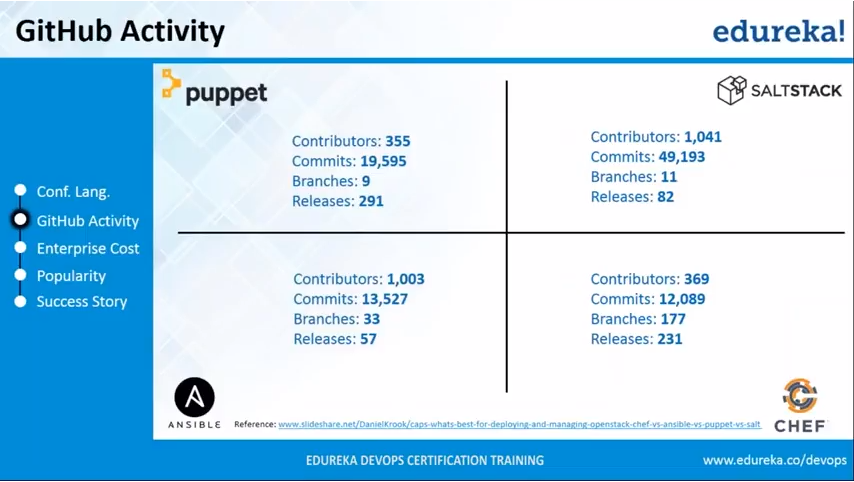 GitHub Activity
edureka!
Conf. Lang.
GitHub Activity
Enterprise Cost
Popularity
Success Story
puppet
Contributors: 355
Commits: 19,595
Branches: 9
Releases: 291
SALTSTACK
Contributors: 1,041
Commits: 49,193
Branches: 11
Releases: 82
Contributors: 1,003
Commits: 13,527
Branches: 33
Releases: 57
ANSIBLE
Contributors: 369
Commits: 12,089
Branches: 177
Releases: 231
CHEF
Reference: www.slideshare.net/DanielKrook/caps-whats-best-for-deploying-and-managing-openstack-chef-vs-ansible-vs-puppet-vs-salt
EDUREKA DEVOPS CERTIFICATION TRAINING
www.edureka.co/devops